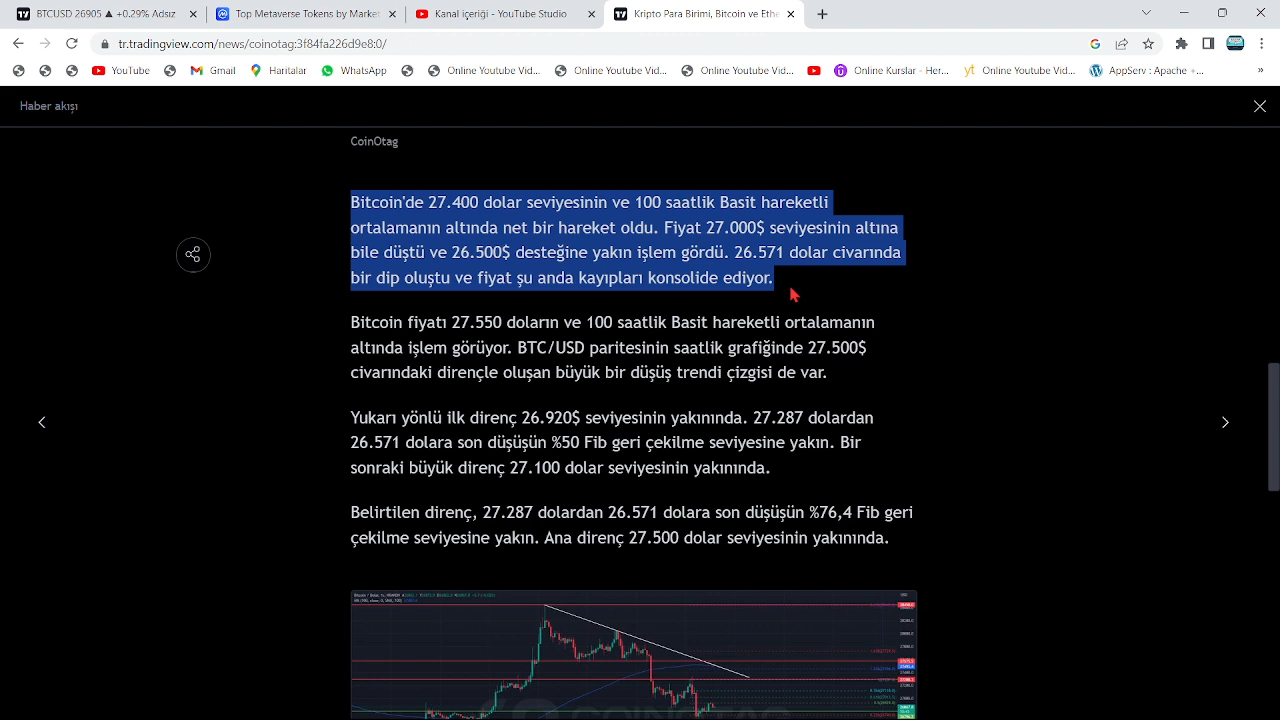 BTCUSD 26905 ▲ +0.29% Adsız
Top Metaverse Tokens by Market
Kanal içeriği - YouTube Studio
Kripto Para Birimi, Bitcoin ve Ethe
tr.tradingview.com/news/coinotag:3f84fa226d9e8:0/
YouTube
Gmail
Haritalar
WhatsApp
Online Youtube Vid...
Online Youtube Vid...
Online Youtube Vid...
Online Kurslar - Her...
yt Online Youtube Vid...
AppServ : Apache +...
»
Haber akışı
CoinOtag
Bitcoin'de 27.400 dolar seviyesinin ve 100 saatlik Basit hareketli
ortalamanın altında net bir hareket oldu. Fiyat 27.000$ seviyesinin altına
bile düştü ve 26.500$ desteğine yakın işlem gördü. 26.571 dolar civarında
bir dip oluştu ve fiyat şu anda kayıpları konsolide ediyor.
Bitcoin fiyatı 27.550 doların ve 100 saatlik Basit hareketli ortalamanın
altında işlem görüyor. BTC/USD paritesinin saatlik grafiğinde 27.500$
civarındaki dirençle oluşan büyük bir düşüş trendi çizgisi de var.
Yukarı yönlü ilk direnç 26.920$ seviyesinin yakınında. 27.287 dolardan
26.571 dolara son düşüşün %50 Fib geri çekilme seviyesine yakın. Bir
sonraki büyük direnç 27.100 dolar seviyesinin yakınında.
Belirtilen direnç, 27.287 dolardan 26.571 dolara son düşüşün %76,4 Fib geri
çekilme seviyesine yakın. Ana direnç 27.500 dolar seviyesinin yakınında.